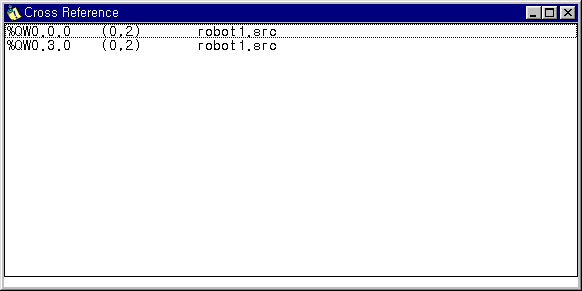 Cross Reference
%QW0.0.0 (0,2) robot1.src
%QW0.3.0 (0,2) robot1.src